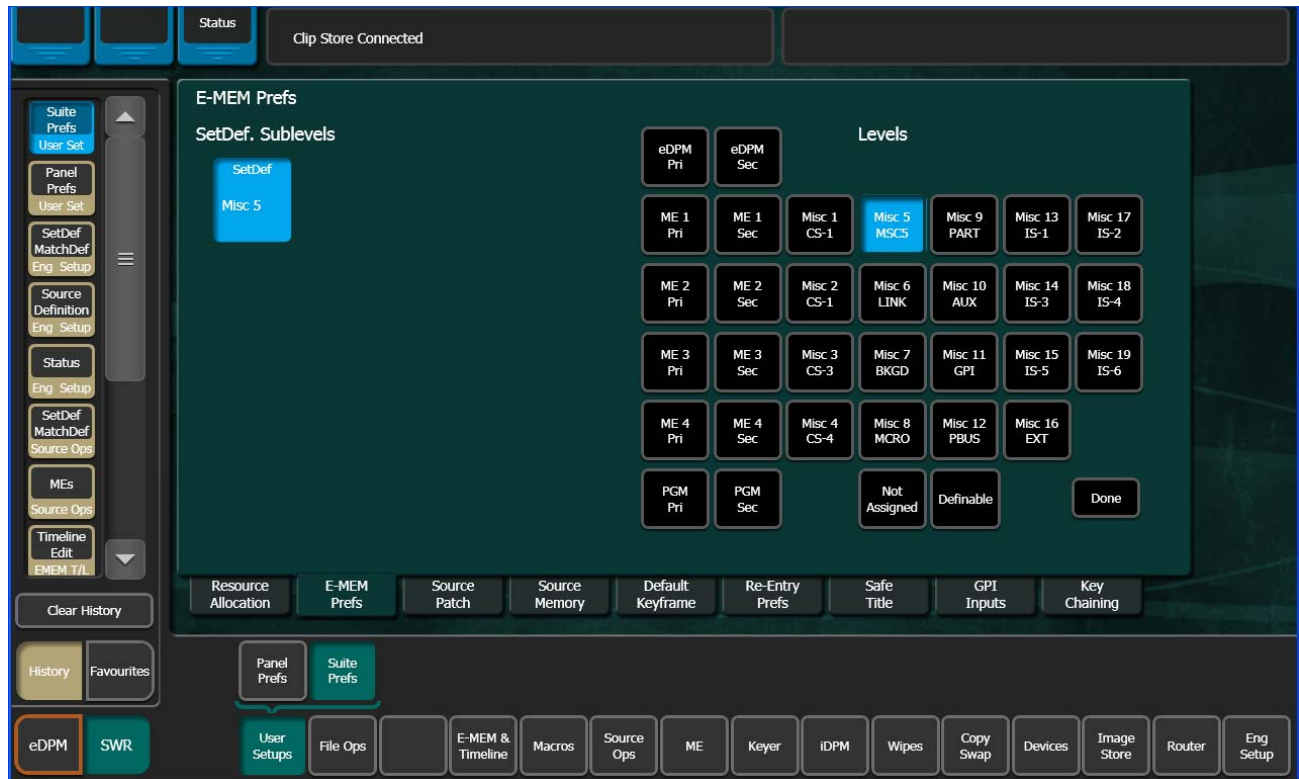 Status
Clip Store Connected
Suite
Prefs
User Set
Panel
Prefs
User Set
SetDef
MatchDef
Eng Setup
Source
Definition
Eng Setup
Status
Eng Setup
SetDef
MatchDef
Source Ops
MEs
Source Ops
Timeline
Edit
EMEM T/L
Clear History
History
Favourites
eDPM
SWR
E-MEM Prefs
SetDef. Sublevels
SetDef
Misc 5
Levels
eDPM
Pri
eDPM
Sec
ME 1
Pri
ME 1
Sec
Misc 1
CS-1
Misc 5
MSC5
Misc 9
PART
Misc 13
IS-1
Misc 17
IS-2
ME 2
Pri
ME 2
Sec
Misc 2
CS-1
Misc 6
LINK
Misc 10
AUX
Misc 14
IS-3
Misc 18
IS-4
ME 3
Pri
ME 3
Sec
Misc 3
CS-3
Misc 7
BKGD
Misc 11
GPI
Misc 15
IS-5
Misc 19
IS-6
ME 4
Pri
ME 4
Sec
Misc 4
CS-4
Misc 8
MCRO
Misc 12
PBUS
Misc 16
EXT
PGM
Pri
PGM
Sec
Not
Assigned
Definable
Done
Resource
Allocation
E-MEM
Prefs
Source
Patch
Source
Memory
Default
Keyframe
Re-Entry
Prefs
Safe
Title
GPI
Inputs
Key
Chaining
Panel
Prefs
Suite
Prefs
User
Setups
File Ops
E-MEM &
Timeline
Macros
Source
Ops
ME
Keyer
iDPM
Wipes
Copy
Swap
Devices
Image
Store
Router
Eng
Setup